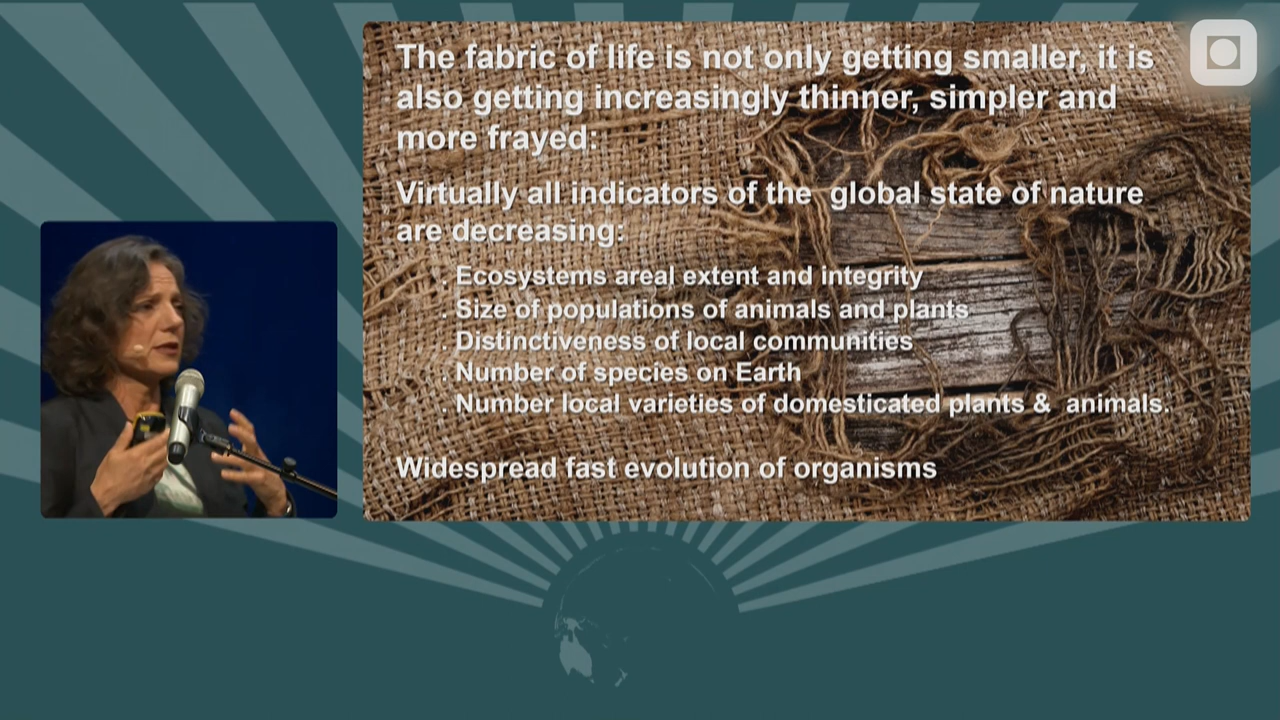 The fabric of life is not only getting smaller, it is
also getting increasingly thinner, simpler and
more frayed:
Virtually all indicators of the  global state of nature
are decreasing:
. Ecosystems areal extent and integrity
. Size of populations of animals and plants
. Distinctiveness of local communities
. Number of species on Earth
. Number local varieties of domesticated plants &  animals.
Widespread fast evolution of organisms